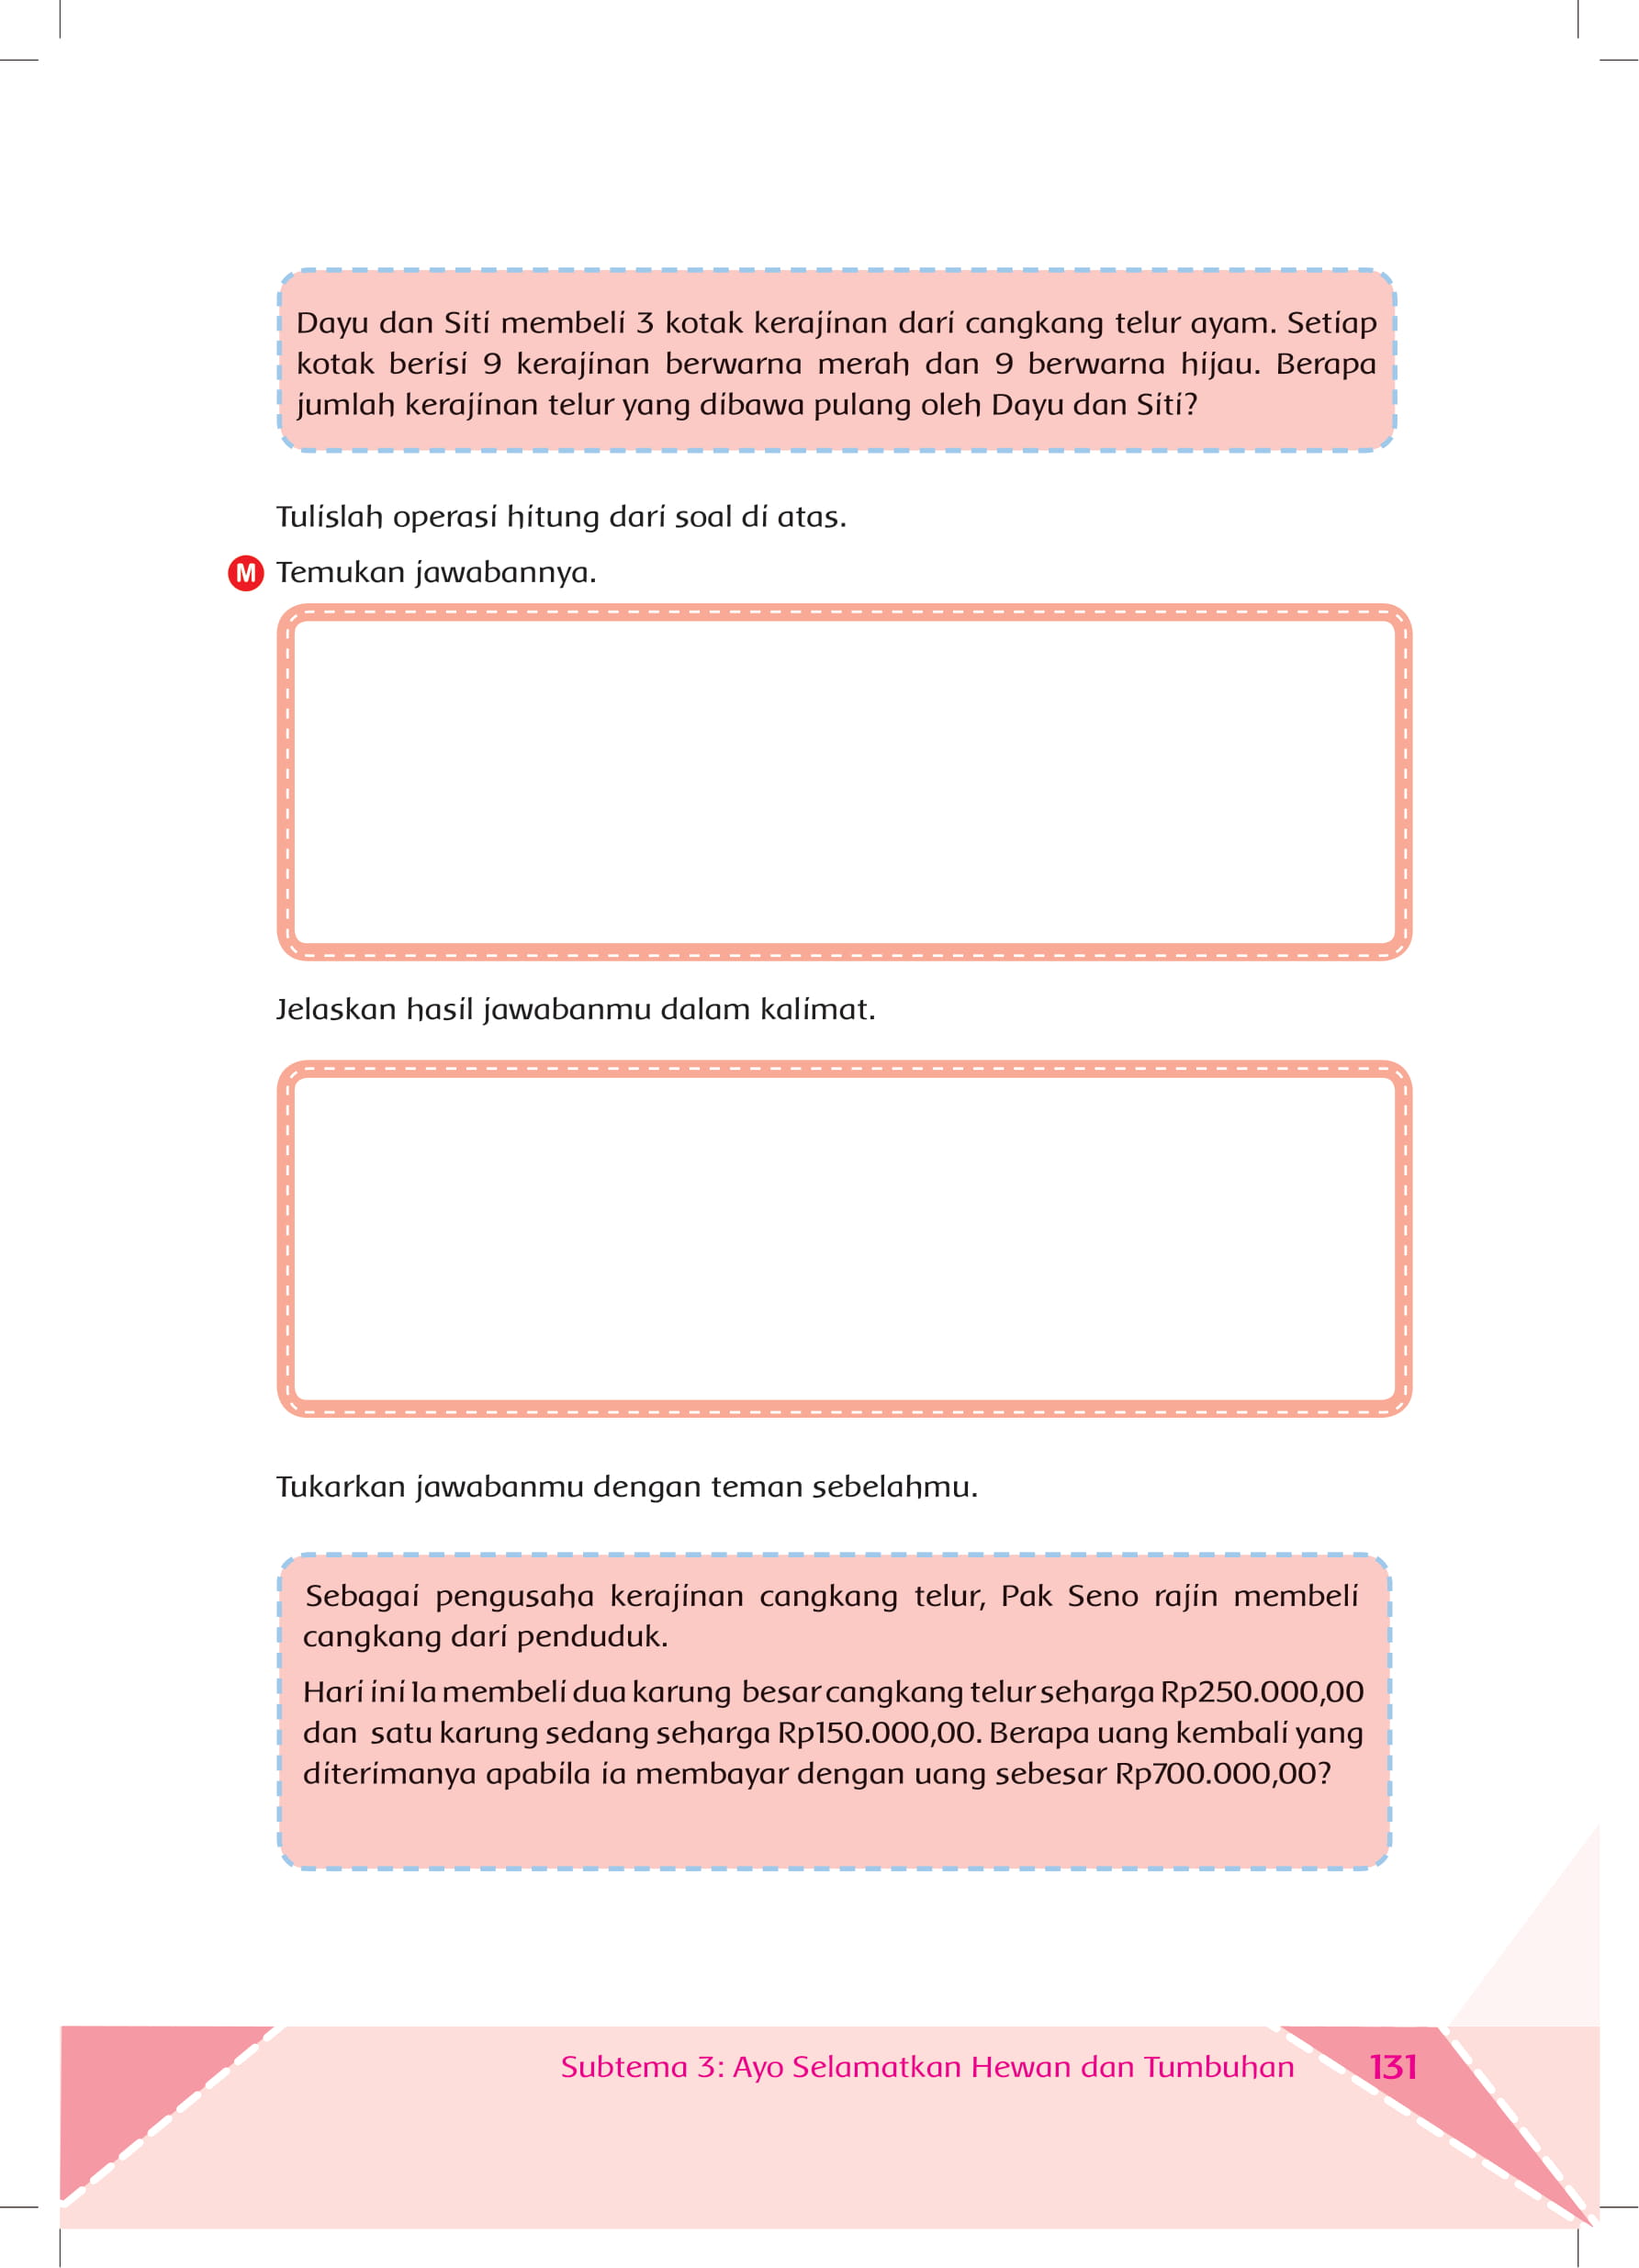 Dayu dan Siti membeli 3 kotak kerajinan dari cangkang telur ayam. Setiap
kotak berisi 9 kerajinan berwarna merah dan 9 berwarna hijau. Berapa
jumlah kerajinan telur yang dibawa pulang oleh Dayu dan Siti?
Tulislah operasi hitung dari soal di atas.
M Temukan jawabannya.
Jelaskan hasil jawabanmu dalam kalimat.
Tukarkan jawabanmu dengan teman sebelahmu.
Sebagai pengusaha kerajinan cangkang telur, Pak Seno rajin membeli
cangkang dari penduduk.
Hari ini Ia membeli dua karung besar cangkang telur seharga Rp250.000,00
dan satu karung sedang seharga Rp150.000,00. Berapa uang kembali yang
diterimanya apabila ia membayar dengan uang sebesar Rp700.000,00?
Subtema 3: Ayo Selamatkan Hewan dan Tumbuhan 131